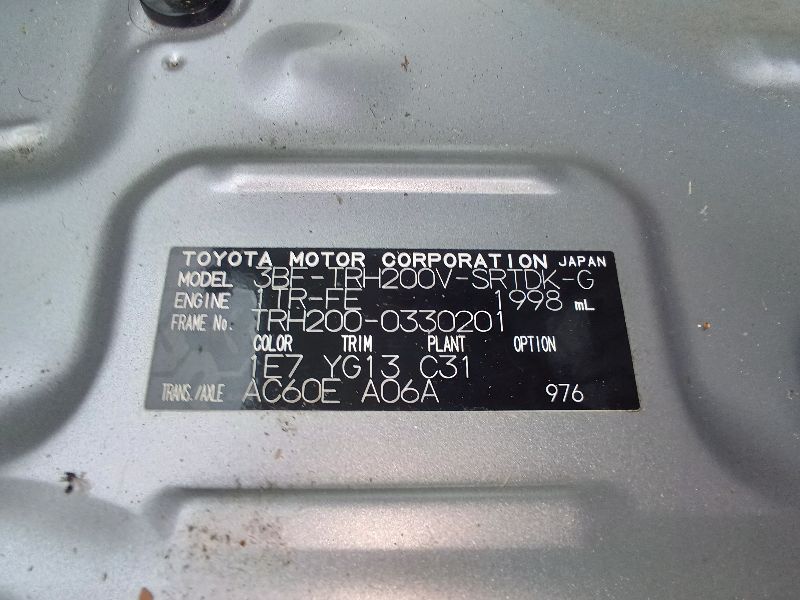 TOYOTA MOTOR CORPORATION JAPAN
MODEL 3BF-TRH200V-SRTDK-G
ENGINE 1TR-FE 1998 mL
FRAME No. TRH200-0330201
COLOR TRIM PLANT OPTION
1E7 YG13 C31
TRANS./AXLE AC60E A06A 976